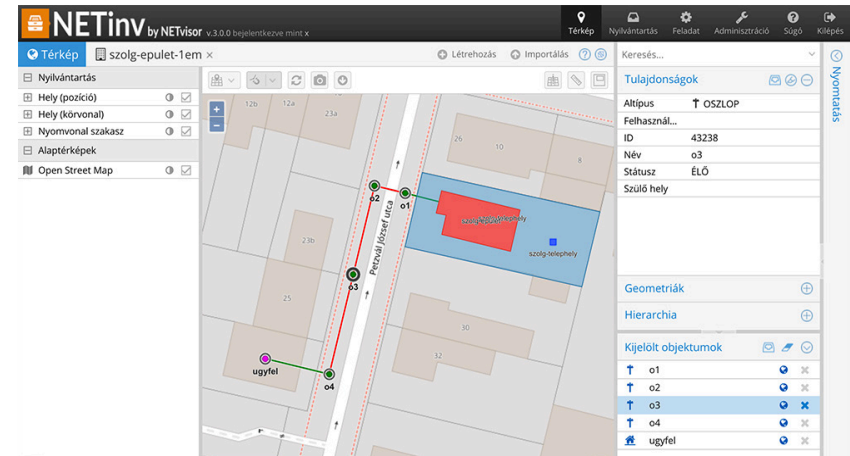 NETinv by NETvisor v.3.0.0 bejelentkezve mint x
Térkép
Nyilvántartás
Feladat
Adminisztráció
Súgó
Kilépés
Térkép
szolg-epulet-1em ×
Létrehozás
Importálás
Keresés...
Nyomtatás
Nyilvántartás
Hely (pozíció)
Hely (körvonal)
Nyomvonal szakasz
Alaptérképek
Open Street Map
Tulajdonságok
Altípus OSZLOP
Felhasznál...
ID 43238
Név o3
Státusz ÉLŐ
Szülő hely
Geometriák
Hierarchia
Kijelölt objektumok
o1
o2
o3
o4
ugyfel
12b
12a
23a
26
10
8
o2
o1
Petzvál József utca
szolg-telephely
23b
o3
25
30
32
ugyfel
o4